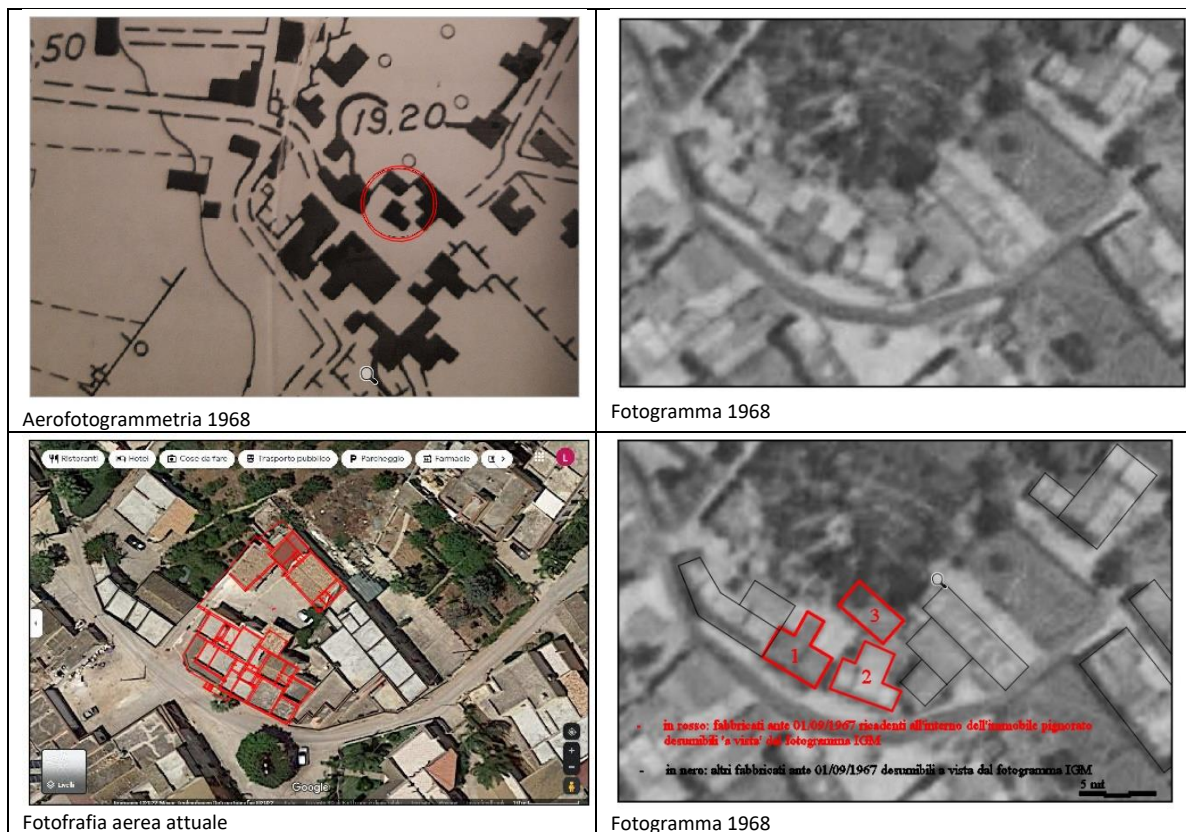 ,50
19.20
Aerofotogrammetria 1968
Fotogramma 1968
Ristoranti
Hotel
Cose da fare
Trasporto pubblico
Parcheggio
Farmacie
L
Livelli
Google
Fotofrafia aerea attuale
1
2
3
- in rosso: fabbricati ante 01/09/1967 ricadenti all'interno dell'immobile pignorato
desumibili 'a vista' dal fotogramma IGM
- in nero: altri fabbricati ante 01/09/1967 desumibili a vista dal fotogramma IGM
5 mt
Fotogramma 1968